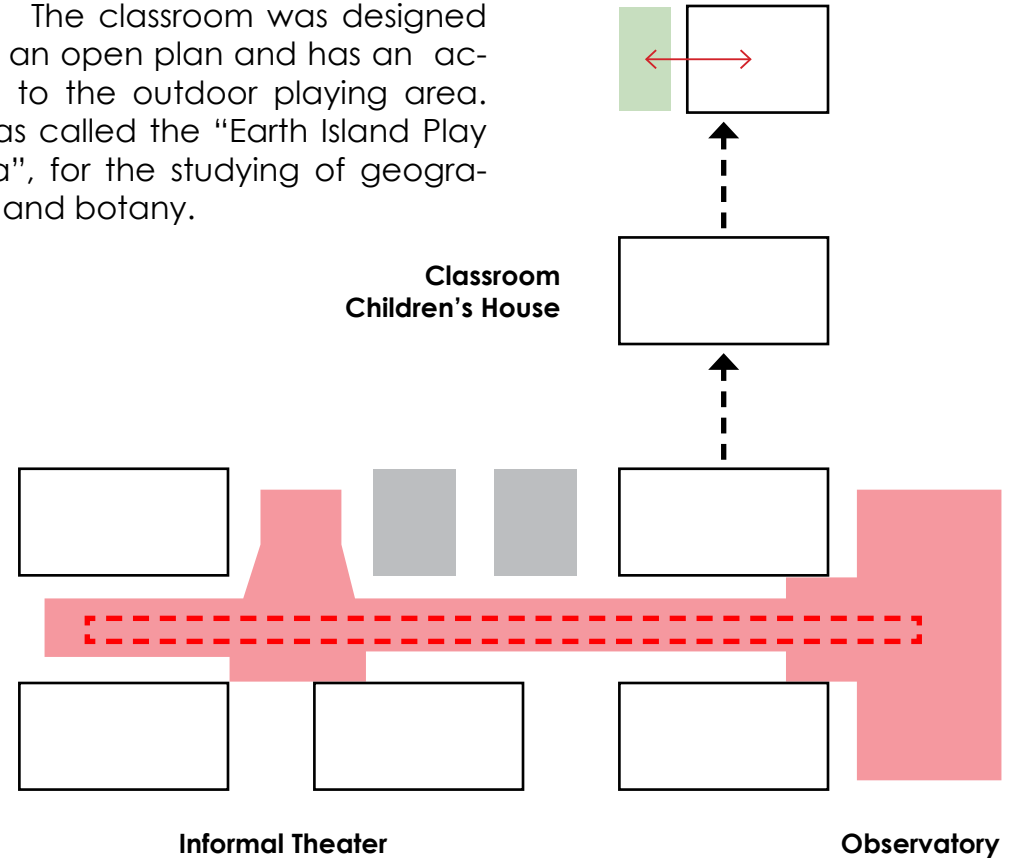 The classroom was designed
an open plan and has an ac-
to the outdoor playing area.
as called the “Earth Island Play
a”, for the studying of geogra-
and botany.
Classroom
Children’s House
Informal Theater
Observatory